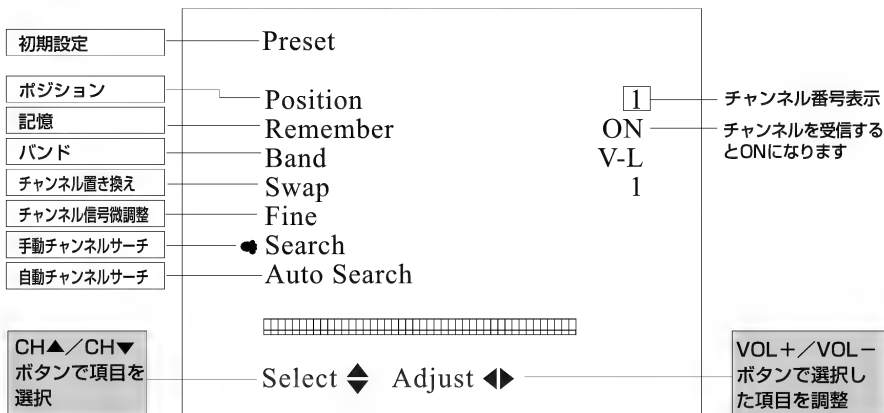 初期設定 Preset
ポジション Position 1 チャンネル番号表示
記憶 Remember ON チャンネルを受信する
とONになります
バンド Band V-L
チャンネル置き換え Swap 1
チャンネル信号微調整 Fine
手動チャンネルサーチ Search
自動チャンネルサーチ Auto Search
CH▲／CH▼
ボタンで項目を
選択
Select Adjust
VOL＋／VOL－
ボタンで選択し
た項目を調整